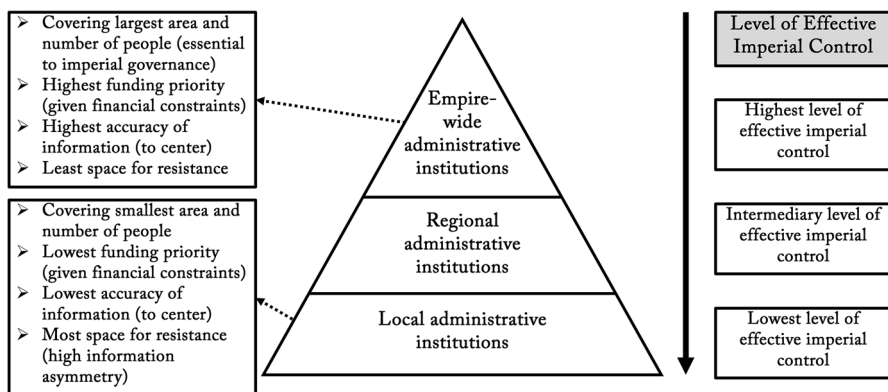 ➢ Covering largest area and
number of people (essential
to imperial governance)
➢ Highest funding priority
(given financial constraints)
➢ Highest accuracy of
information (to center)
➢ Least space for resistance
➢ Covering smallest area and
number of people
➢ Lowest funding priority
(given financial constraints)
➢ Lowest accuracy of
information (to center)
➢ Most space for resistance
(high information
asymmetry)
Empire-
wide
administrative
institutions
Regional
administrative
institutions
Local administrative
institutions
Level of Effective
Imperial Control
Highest level of
effective imperial
control
Intermediary level of
effective imperial
control
Lowest level of
effective imperial
control